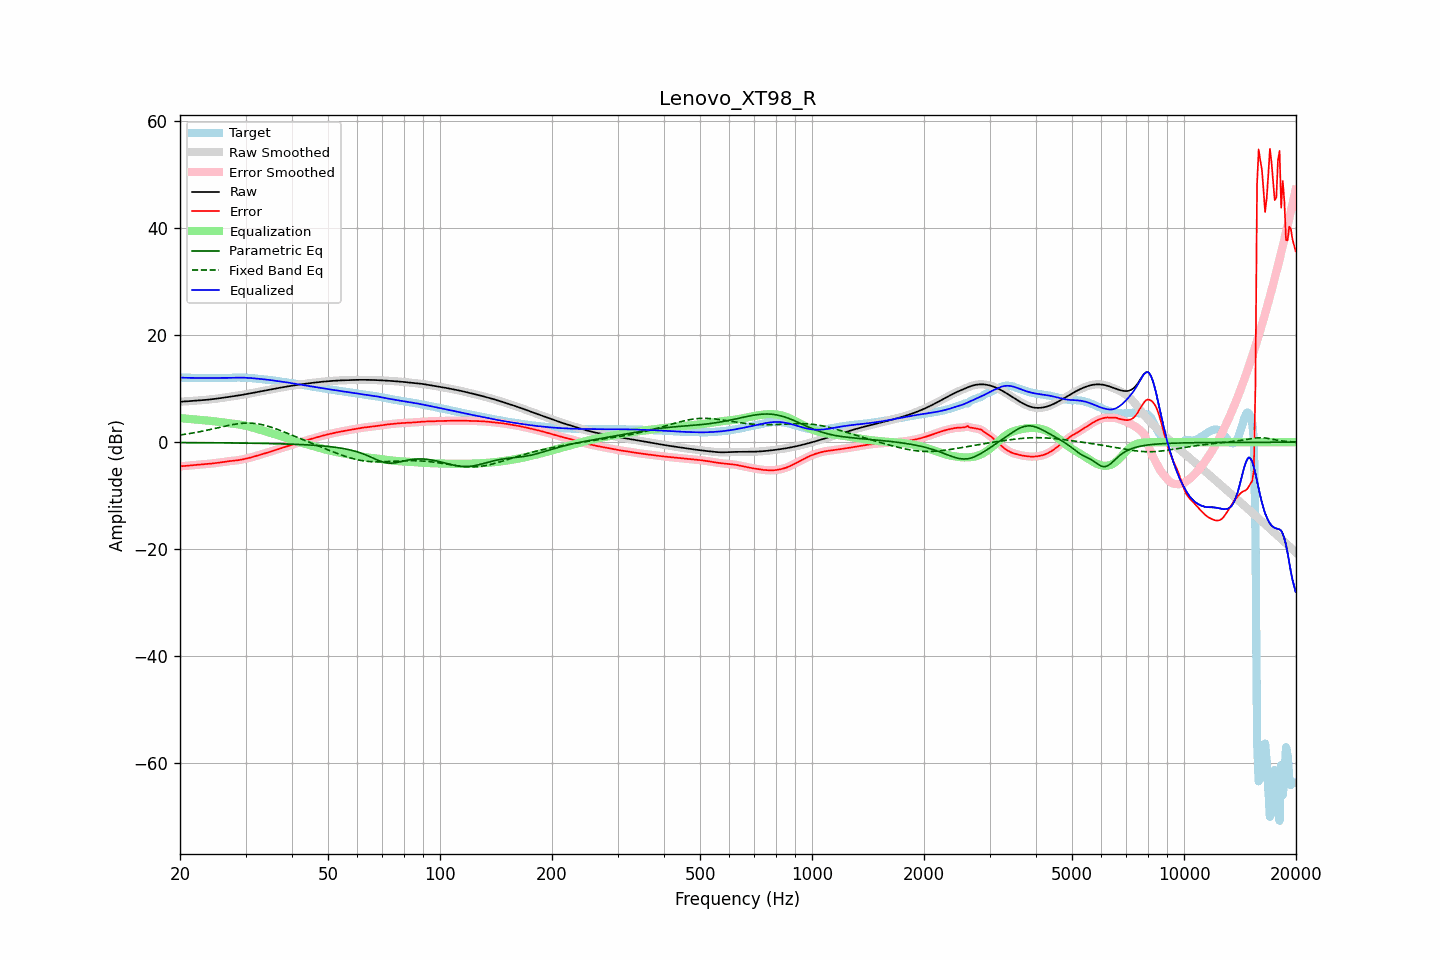 Lenovo_XT98_R
Amplitude (dBr)
60
40
20
0
−20
−40
−60
Target
Raw Smoothed
Error Smoothed
Raw
Error
Equalization
Parametric Eq
Fixed Band Eq
Equalized
20 50 100 200 500 1000 2000 5000 10000 20000
Frequency (Hz)